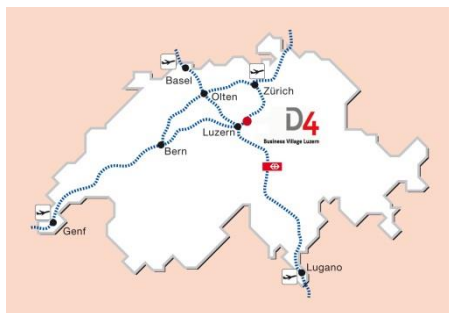 Basel
Olten
Zürich
D4
Business Village Luzern
Luzern
Bern
Genf
Lugano